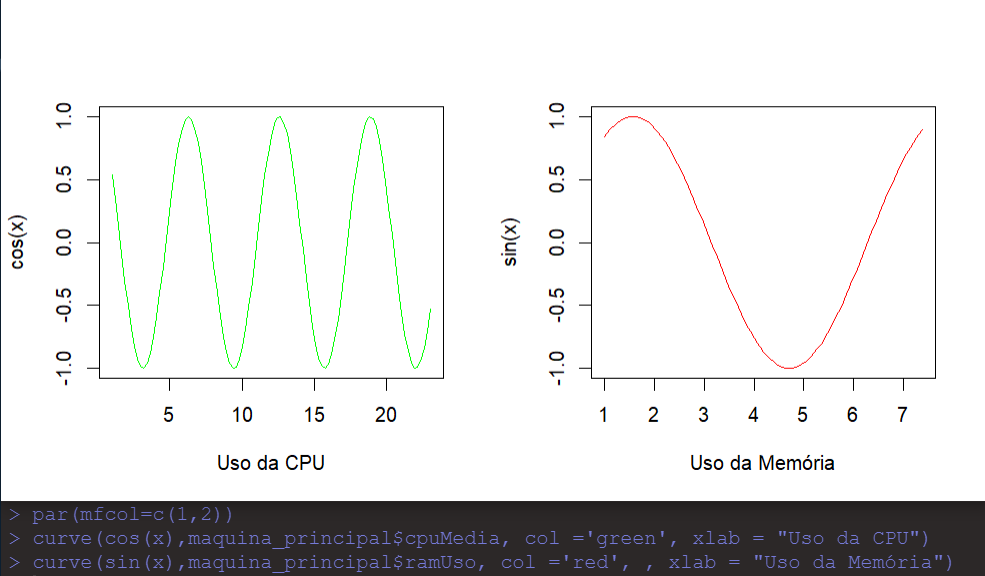 cos(x)
1.0
0.5
0.0
-0.5
-1.0
5 10 15 20
Uso da CPU
sin(x)
1.0
0.5
0.0
-0.5
-1.0
1 2 3 4 5 6 7
Uso da Memória
> par(mfcol=c(1,2))
> curve(cos(x),maquina_principal$cpuMedia, col ='green', xlab = "Uso da CPU")
> curve(sin(x),maquina_principal$ramUso, col ='red', , xlab = "Uso da Memória")